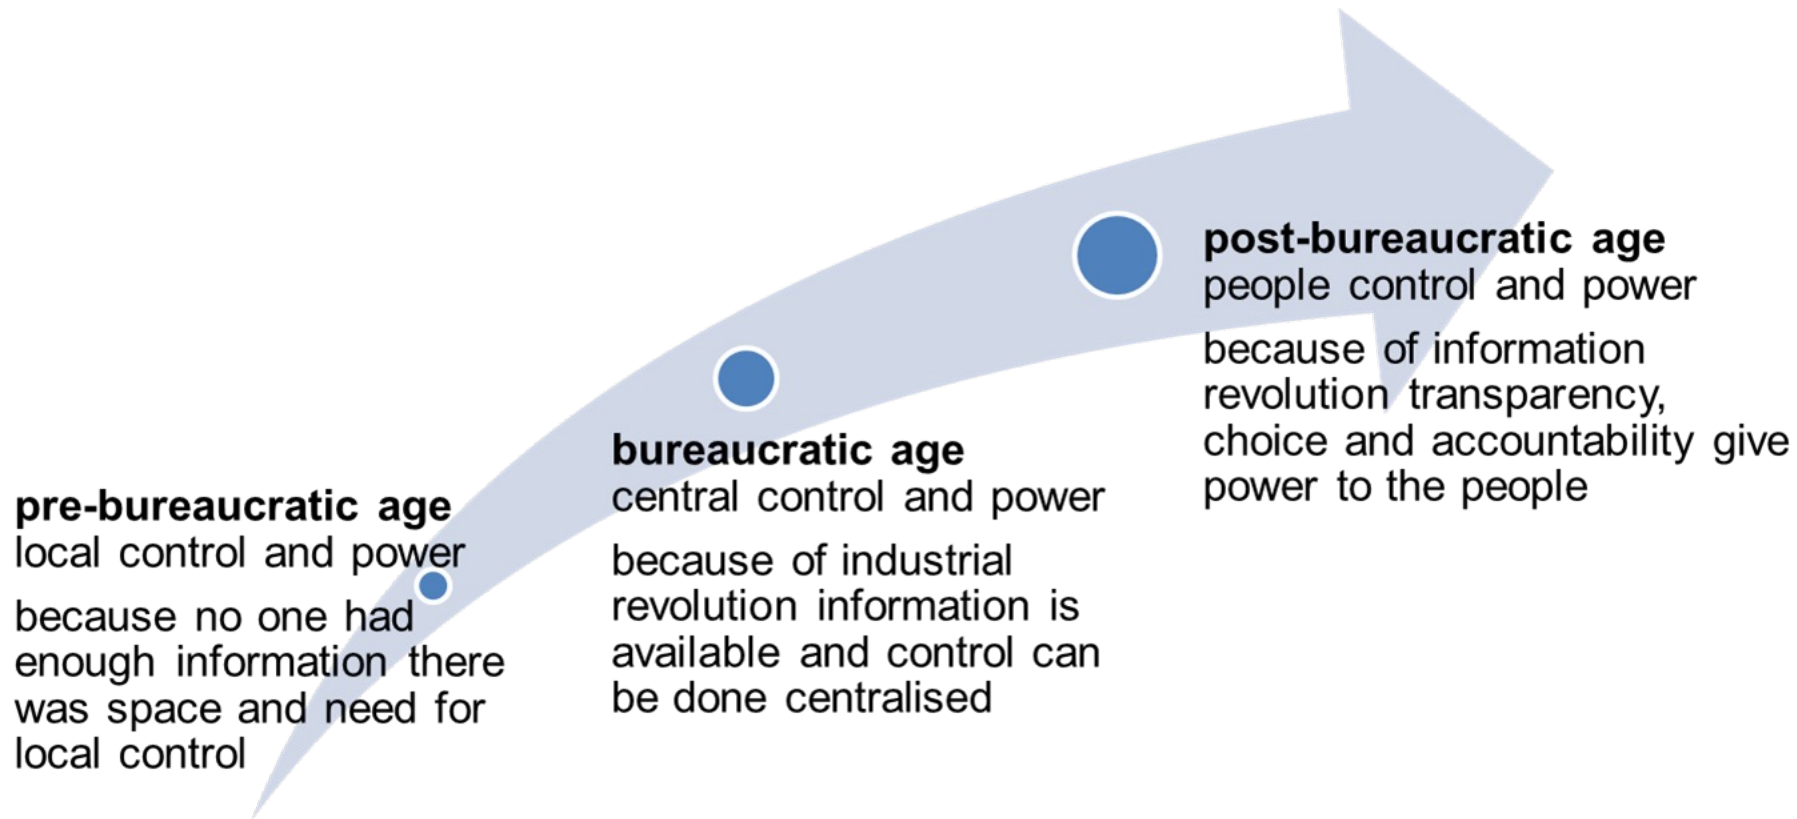 pre-bureaucratic age
local control and power
because no one had
enough information there
was space and need for
local control
bureaucratic age
central control and power
because of industrial
revolution information is
available and control can
be done centralised
post-bureaucratic age
people control and power
because of information
revolution transparency,
choice and accountability give
power to the people